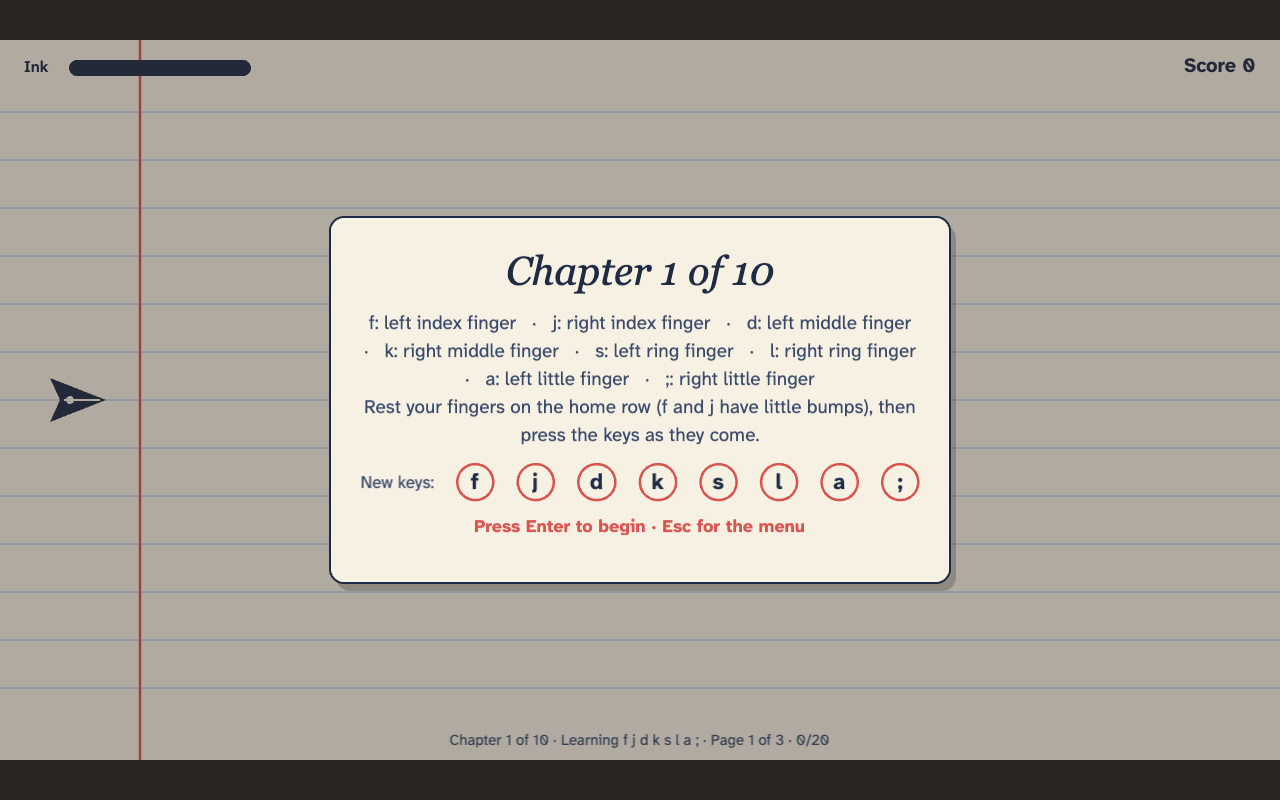 Ink
Score 0
Chapter 1 of 10
f: left index finger · j: right index finger · d: left middle finger
· k: right middle finger · s: left ring finger · l: right ring finger
· a: left little finger · ;: right little finger
Rest your fingers on the home row (f and j have little bumps), then
press the keys as they come.
New keys: f j d k s l a ;
Press Enter to begin · Esc for the menu
Chapter 1 of 10 · Learning f j d k s l a ; · Page 1 of 3 · 0/20